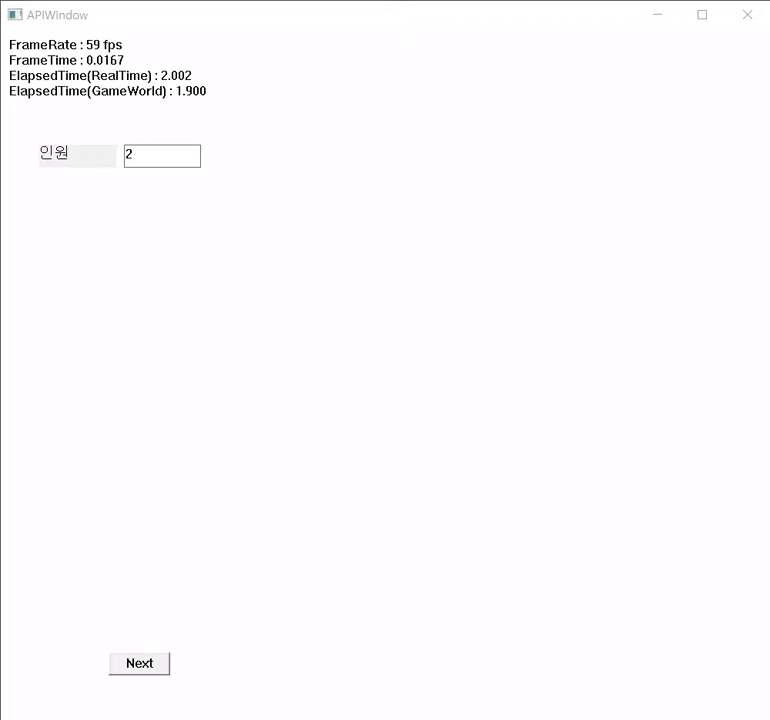 APIWindow
FrameRate : 59 fps
FrameTime : 0.0167
ElapsedTime(RealTime) : 2.002
ElapsedTime(GameWorld) : 1.900
인원 2
Next